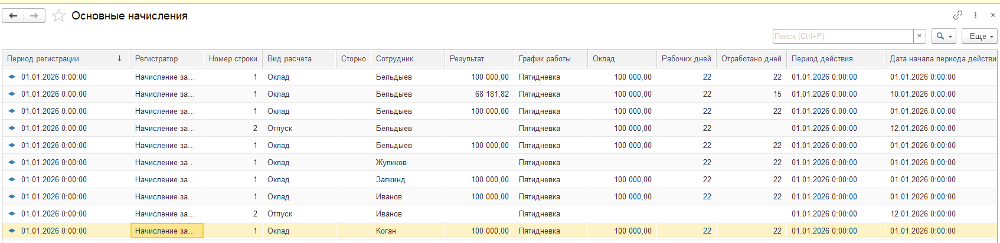 Основные начисления
Поиск (Ctrl+F) × Еще
Период регистрации ↓ Регистратор Номер строки Вид расчета Сторно Сотрудник Результат График работы Оклад Рабочих дней Отработано дней Период действия Дата начала периода действи
01.01.2026 0:00:00 Начисление за... 1 Оклад Бельдыев 100 000,00 Пятидневка 100 000,00 22 22 01.01.2026 0:00:00 01.01.2026 0:00:00
01.01.2026 0:00:00 Начисление за... 1 Оклад Бельдыев 68 181,82 Пятидневка 100 000,00 22 15 01.01.2026 0:00:00 10.01.2026 0:00:00
01.01.2026 0:00:00 Начисление за... 1 Оклад Бельдыев 100 000,00 Пятидневка 100 000,00 22 22 01.01.2026 0:00:00 01.01.2026 0:00:00
01.01.2026 0:00:00 Начисление за... 2 Отпуск Бельдыев Пятидневка 100 000,00 22 01.01.2026 0:00:00 12.01.2026 0:00:00
01.01.2026 0:00:00 Начисление за... 1 Оклад Бельдыев 100 000,00 Пятидневка 100 000,00 22 22 01.01.2026 0:00:00 01.01.2026 0:00:00
01.01.2026 0:00:00 Начисление за... 1 Оклад Жупиков Пятидневка 22 22 01.01.2026 0:00:00 01.01.2026 0:00:00
01.01.2026 0:00:00 Начисление за... 1 Оклад Залкинд 100 000,00 Пятидневка 100 000,00 22 22 01.01.2026 0:00:00 01.01.2026 0:00:00
01.01.2026 0:00:00 Начисление за... 1 Оклад Иванов 100 000,00 Пятидневка 100 000,00 22 22 01.01.2026 0:00:00 01.01.2026 0:00:00
01.01.2026 0:00:00 Начисление за... 2 Отпуск Иванов Пятидневка 01.01.2026 0:00:00 12.01.2026 0:00:00
01.01.2026 0:00:00 Начисление за... 1 Оклад Коган 100 000,00 Пятидневка 100 000,00 22 22 01.01.2026 0:00:00 01.01.2026 0:00:00